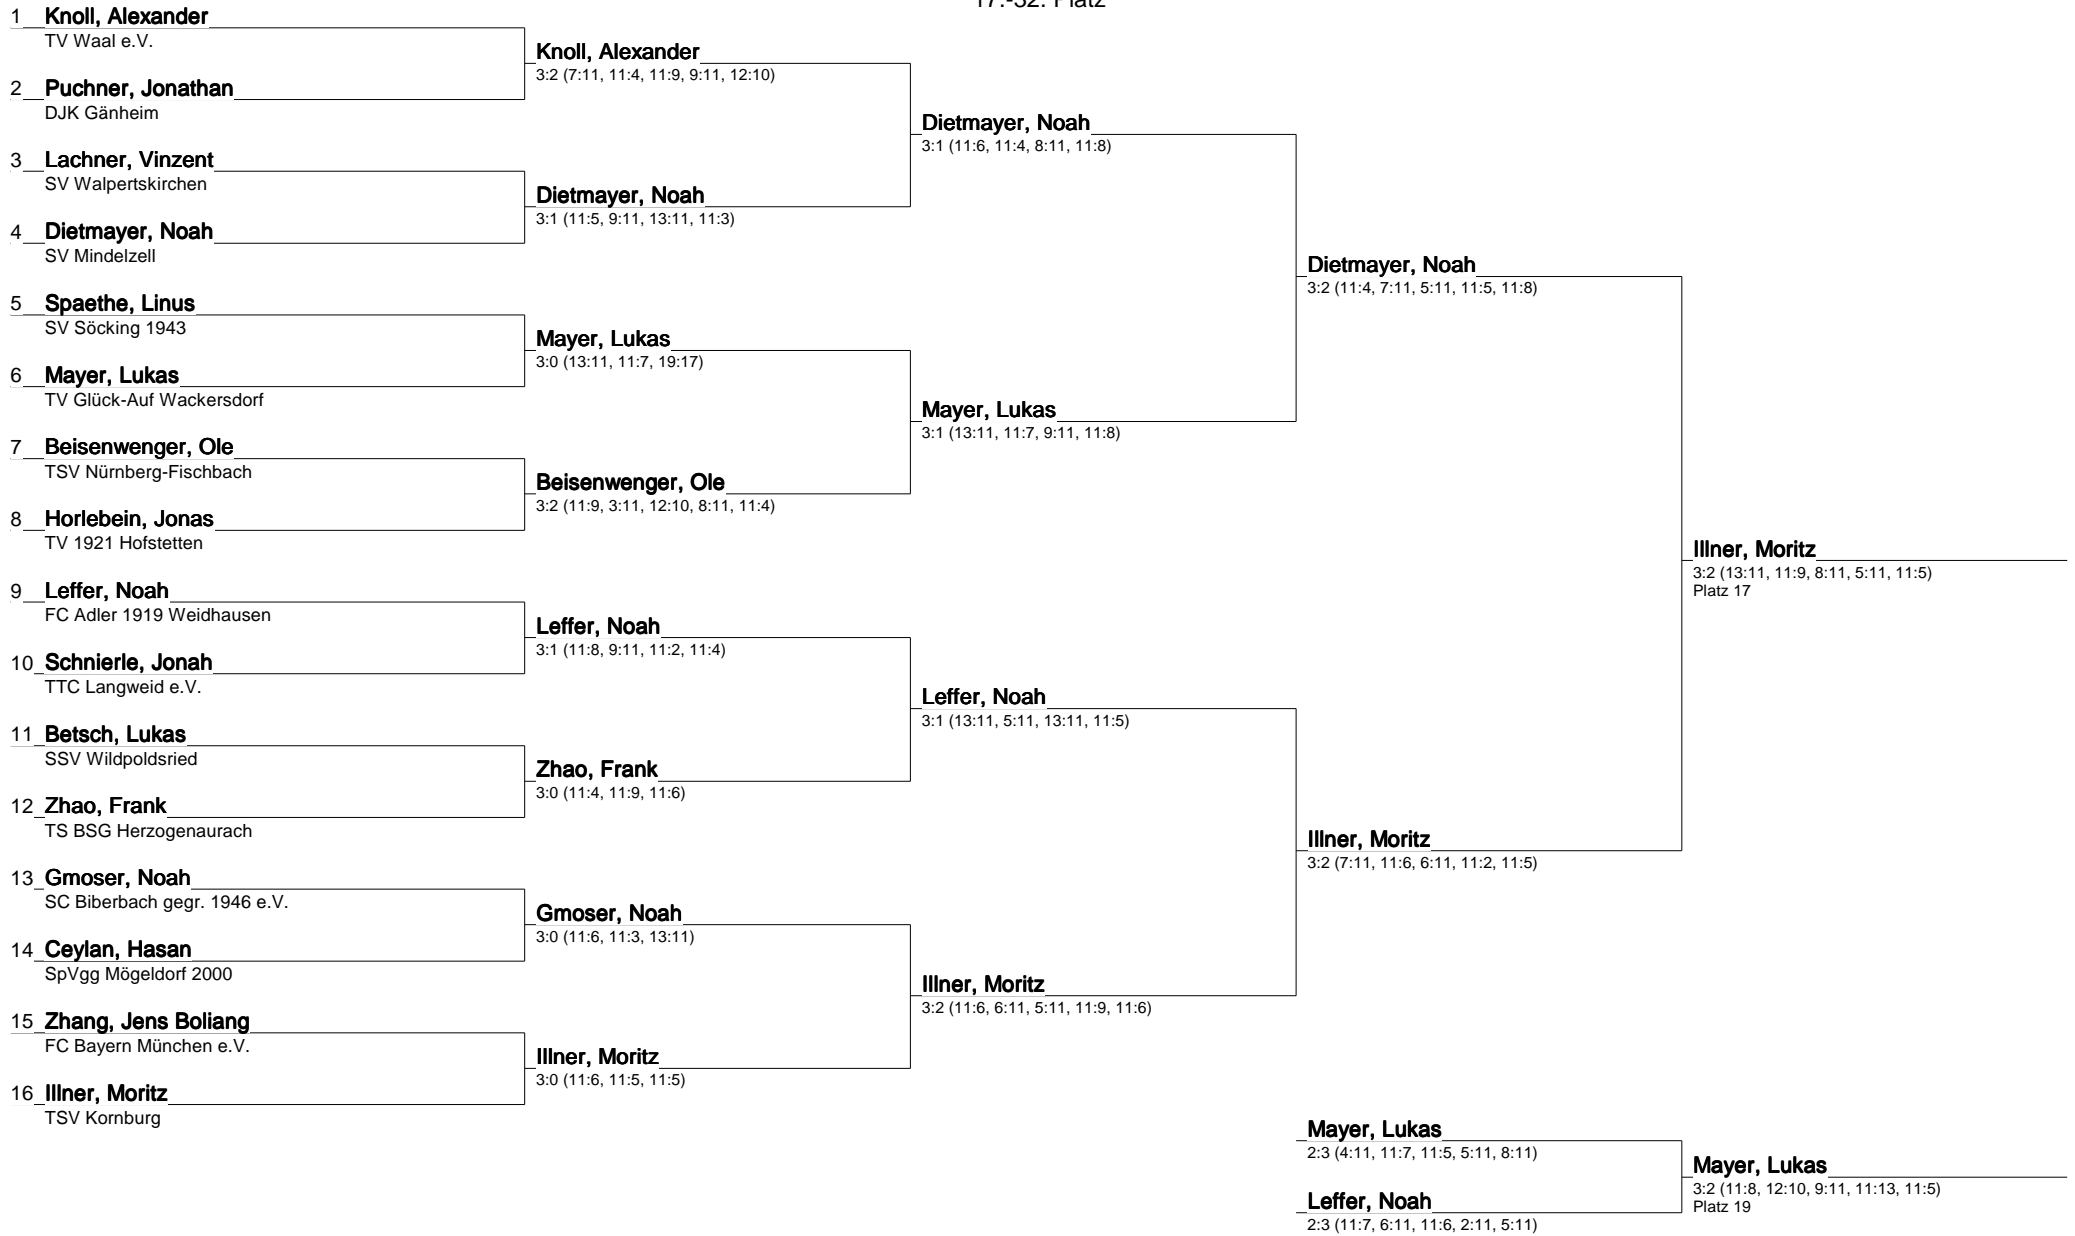 17.-32. Platz
1 Knoll, Alexander
TV Waal e.V.
2 Puchner, Jonathan
DJK Gänheim
3 Lachner, Vinzent
SV Walpertskirchen
4 Dietmayer, Noah
SV Mindelzell
5 Spaethe, Linus
SV Söcking 1943
6 Mayer, Lukas
TV Glück-Auf Wackersdorf
7 Beisenwenger, Ole
TSV Nürnberg-Fischbach
8 Horlebein, Jonas
TV 1921 Hofstetten
9 Leffer, Noah
FC Adler 1919 Weidhausen
10 Schnierle, Jonah
TTC Langweid e.V.
11 Betsch, Lukas
SSV Wildpoldsried
12 Zhao, Frank
TS BSG Herzogenaurach
13 Gmoser, Noah
SC Biberbach gegr. 1946 e.V.
14 Ceylan, Hasan
SpVgg Mögeldorf 2000
15 Zhang, Jens Boliang
FC Bayern München e.V.
16 Illner, Moritz
TSV Kornburg
Knoll, Alexander
3:2 (7:11, 11:4, 11:9, 9:11, 12:10)
Dietmayer, Noah
3:1 (11:5, 9:11, 13:11, 11:3)
Mayer, Lukas
3:0 (13:11, 11:7, 19:17)
Beisenwenger, Ole
3:2 (11:9, 3:11, 12:10, 8:11, 11:4)
Leffer, Noah
3:1 (11:8, 9:11, 11:2, 11:4)
Zhao, Frank
3:0 (11:4, 11:9, 11:6)
Gmoser, Noah
3:0 (11:6, 11:3, 13:11)
Illner, Moritz
3:0 (11:6, 11:5, 11:5)
Dietmayer, Noah
3:1 (11:6, 11:4, 8:11, 11:8)
Mayer, Lukas
3:1 (13:11, 11:7, 9:11, 11:8)
Leffer, Noah
3:1 (13:11, 5:11, 13:11, 11:5)
Illner, Moritz
3:2 (11:6, 6:11, 5:11, 11:9, 11:6)
Dietmayer, Noah
3:2 (11:4, 7:11, 5:11, 11:5, 11:8)
Illner, Moritz
3:2 (7:11, 11:6, 6:11, 11:2, 11:5)
Illner, Moritz
3:2 (13:11, 11:9, 8:11, 5:11, 11:5)
Platz 17
Mayer, Lukas
2:3 (4:11, 11:7, 11:5, 5:11, 8:11)
Leffer, Noah
2:3 (11:7, 6:11, 11:6, 2:11, 5:11)
Mayer, Lukas
3:2 (11:8, 12:10, 9:11, 11:13, 11:5)
Platz 19